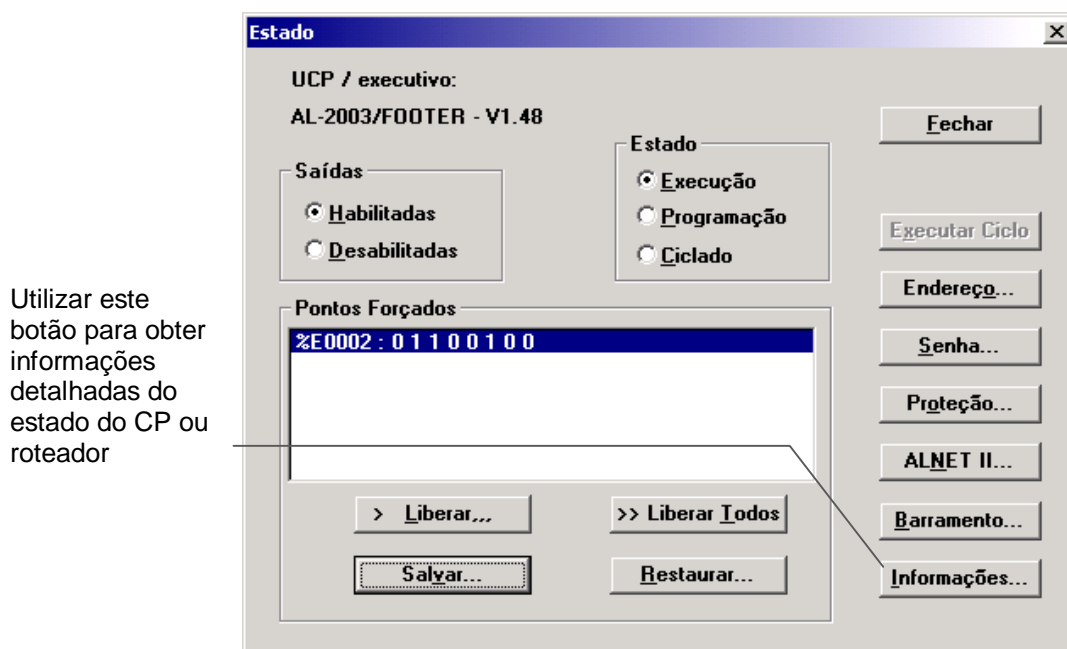 Estado
UCP / executivo:
AL-2003/FOOTER - V1.48
Fechar
Saídas
Habilitadas
Desabilitadas
Estado
Execução
Programação
Ciclado
Executar Ciclo
Endereço...
Senha...
Proteção...
ALNET II...
Barramento...
Informações...
Utilizar este
botão para obter
informações
detalhadas do
estado do CP ou
roteador
Pontos Forçados
%E0002 : 0 1 1 0 0 1 0 0
> Liberar,,,
>> Liberar Todos
Salvar...
Restaurar...